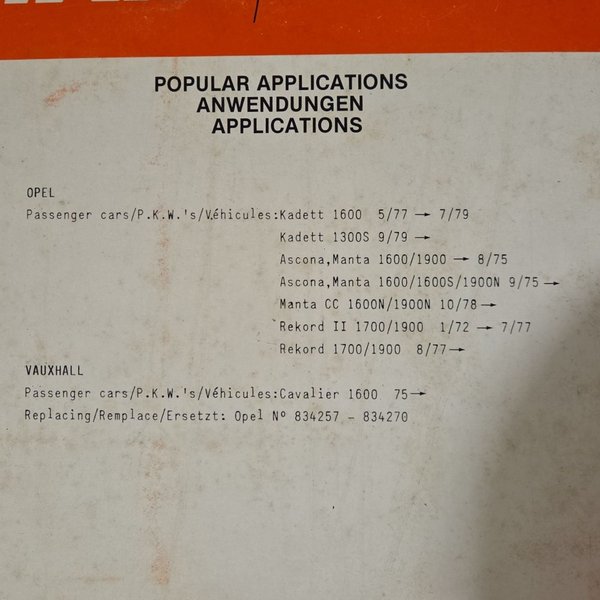 POPULAR APPLICATIONS
ANWENDUNGEN
APPLICATIONS
OPEL
Passenger cars/P.K.W.'s/Véhicules:Kadett 1600 5/77 → 7/79
Kadett 1300S 9/79 →
Ascona,Manta 1600/1900 → 8/75
Ascona,Manta 1600/1600S/1900N 9/75 →
Manta CC 1600N/1900N 10/78 →
Rekord II 1700/1900 1/72 → 7/77
Rekord 1700/1900 8/77 →
VAUXHALL
Passenger cars/P.K.W.'s/Véhicules:Cavalier 1600 75 →
Replacing/Remplace/Ersetzt: Opel Nº 834257 - 834270